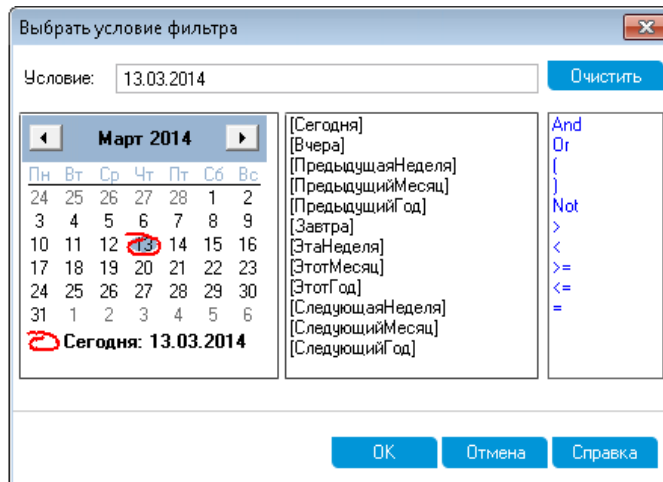 Выбрать условие фильтра
Условие: 13.03.2014 Очистить
Март 2014
Пн Вт Ср Чт Пт Сб Вс
24 25 26 27 28 1 2
3 4 5 6 7 8 9
10 11 12 13 14 15 16
17 18 19 20 21 22 23
24 25 26 27 28 29 30
31 1 2 3 4 5 6
Сегодня: 13.03.2014
[Сегодня]
[Вчера]
[ПредыдущаяНеделя]
[ПредыдущийМесяц]
[ПредыдущийГод]
[Завтра]
[ЭтаНеделя]
[ЭтотМесяц]
[ЭтотГод]
[СледующаяНеделя]
[СледующийМесяц]
[СледующийГод]
And
Or
(
)
Not
>
<
>=
<=
=
OK Отмена Справка